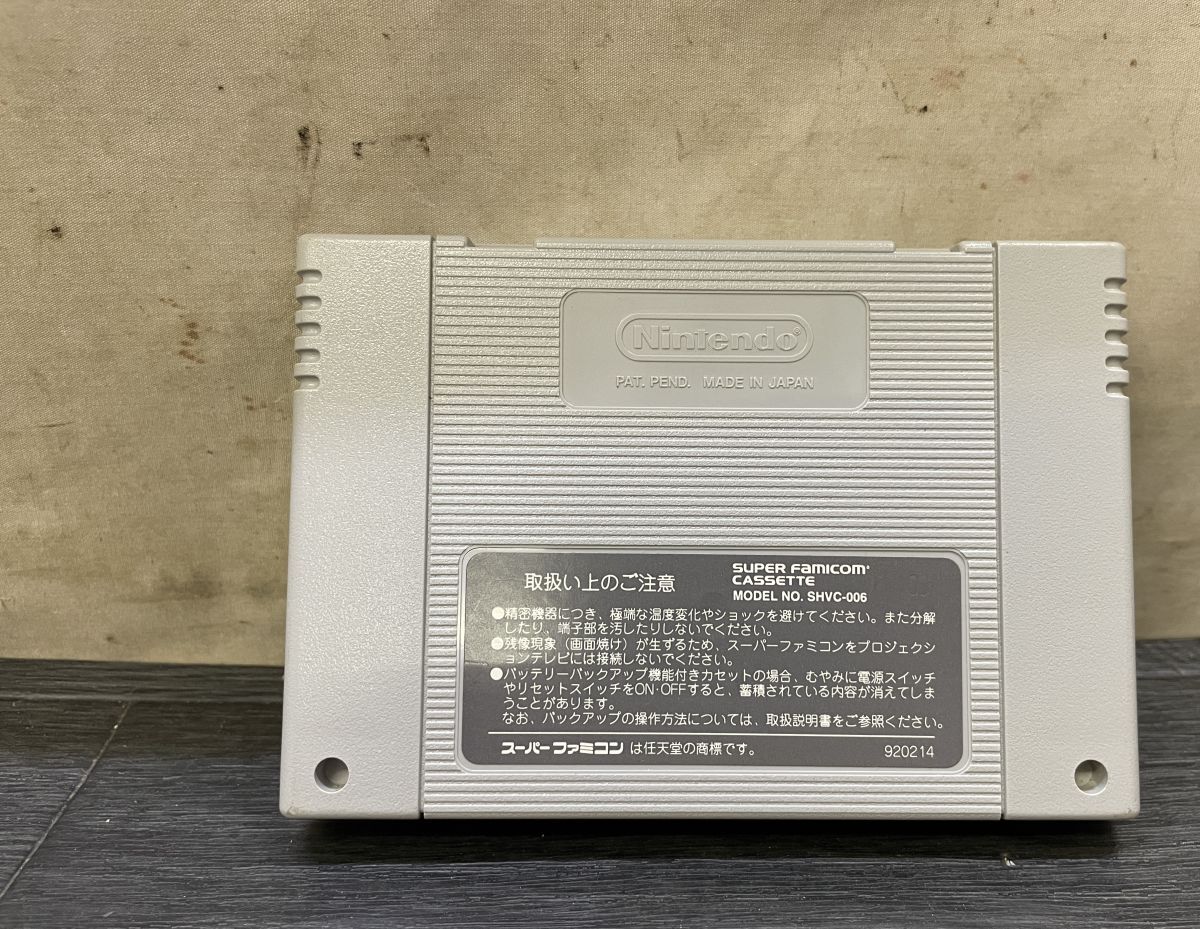 Nintendo®
PAT. PEND. MADE IN JAPAN
取扱い上のご注意
SUPER FAMICOM®
CASSETTE
MODEL NO. SHVC-006
●精密機器につき、極端な温度変化やショックを避けてください。また分解
したり、端子部を汚したりしないでください。
●残像現象（画面焼け）が生ずるため、スーパーファミコンをプロジェクシ
ョンテレビには接続しないでください。
●バッテリーバックアップ機能付きカセットの場合、むやみに電源スイッチ
やリセットスイッチをON・OFFすると、蓄積されている内容が消えてしま
うことがあります。
なお、バックアップの操作方法については、取扱説明書をご参照ください。
スーパーファミコン は任天堂の商標です。
920214